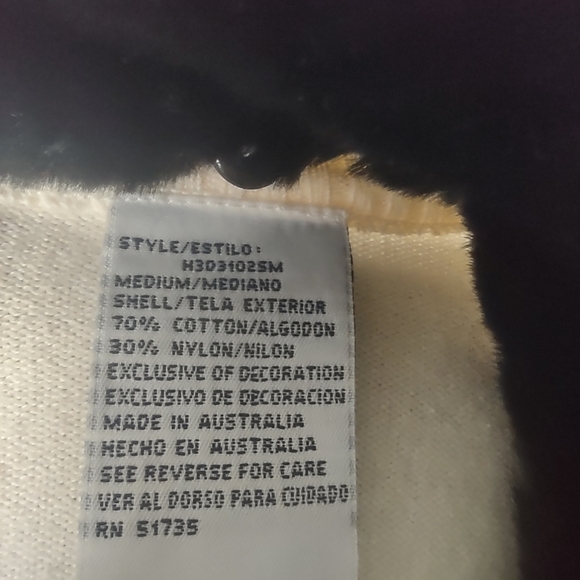 STYLE/ESTILO:
H303102SM
MEDIUM/MEDIANO
SHELL/TELA EXTERIOR
70% COTTON/ALGODON
30% NYLON/NILON
EXCLUSIVE OF DECORATION
EXCLUSIVO DE DECORACION
MADE IN AUSTRALIA
HECHO EN AUSTRALIA
SEE REVERSE FOR CARE
VER AL DORSO PARA CUIDADO
RN 51735